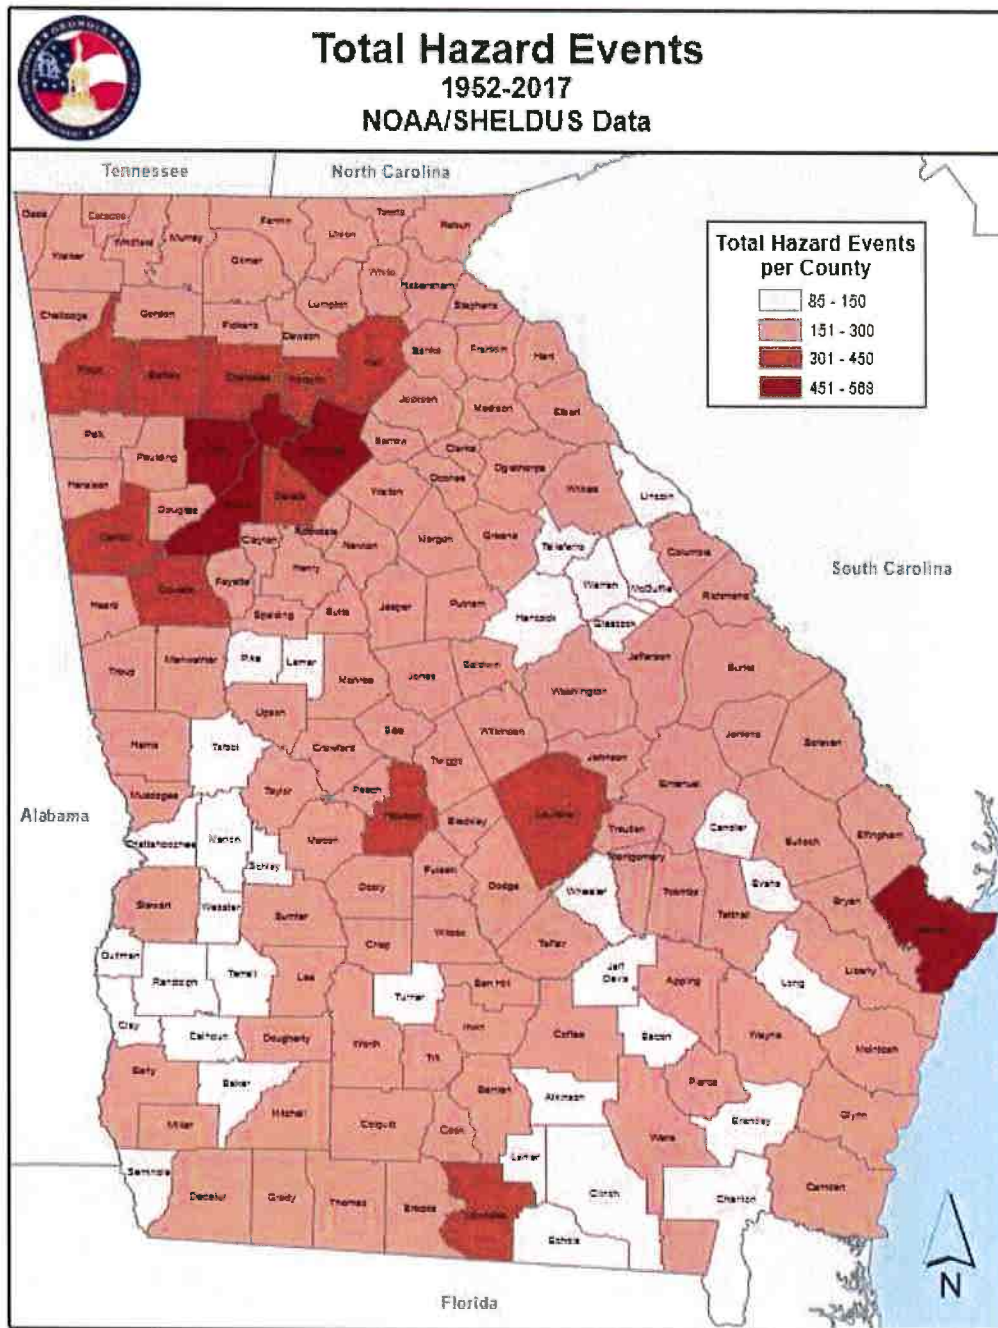 Total Hazard Events
1952-2017
NOAA/SHELDUS Data
Tennessee
North Carolina
Total Hazard Events
per County
85 - 150
151 - 300
301 - 450
451 - 568
Fannin
Union
Towns
Rabun
Walker
Whitfield
Murray
Gilmer
White
Habersham
Lumpkin
Stephens
Chattooga
Gordon
Pickens
Dawson
Banks
Franklin
Hart
Floyd
Bartow
Cherokee
Forsyth
Hall
Jackson
Madison
Elbert
Polk
Paulding
Barrow
Clarke
Oconee
Oglethorpe
Wilkes
Lincoln
Haralson
Douglas
DeKalb
Walton
Carroll
Clayton
Rockdale
Newton
Morgan
Greene
Taliaferro
Columbia
South Carolina
Warren
McDuffie
Heard
Coweta
Fayette
Henry
Spalding
Butts
Jasper
Putnam
Hancock
Glascock
Richmond
Troup
Meriwether
Pike
Lamar
Monroe
Jones
Baldwin
Washington
Jefferson
Burke
Upson
Bibb
Wilkinson
Jenkins
Screven
Harris
Talbot
Crawford
Twiggs
Johnson
Emanuel
Muscogee
Taylor
Peach
Houston
Laurens
Alabama
Chattahoochee
Marion
Macon
Bleckley
Treutlen
Candler
Bulloch
Effingham
Schley
Pulaski
Dodge
Montgomery
Wheeler
Toombs
Evans
Bryan
Stewart
Webster
Sumter
Dooly
Wilcox
Telfair
Tattnall
Quitman
Randolph
Terrell
Lee
Crisp
Turner
Ben Hill
Jeff
Davis
Appling
Long
Liberty
Clay
Calhoun
Dougherty
Worth
Tift
Irwin
Coffee
Bacon
Wayne
McIntosh
Early
Baker
Mitchell
Berrien
Atkinson
Pierce
Miller
Colquitt
Cook
Ware
Brantley
Glynn
Seminole
Lanier
Clinch
Charlton
Camden
Decatur
Grady
Thomas
Brooks
Echols
N
Florida